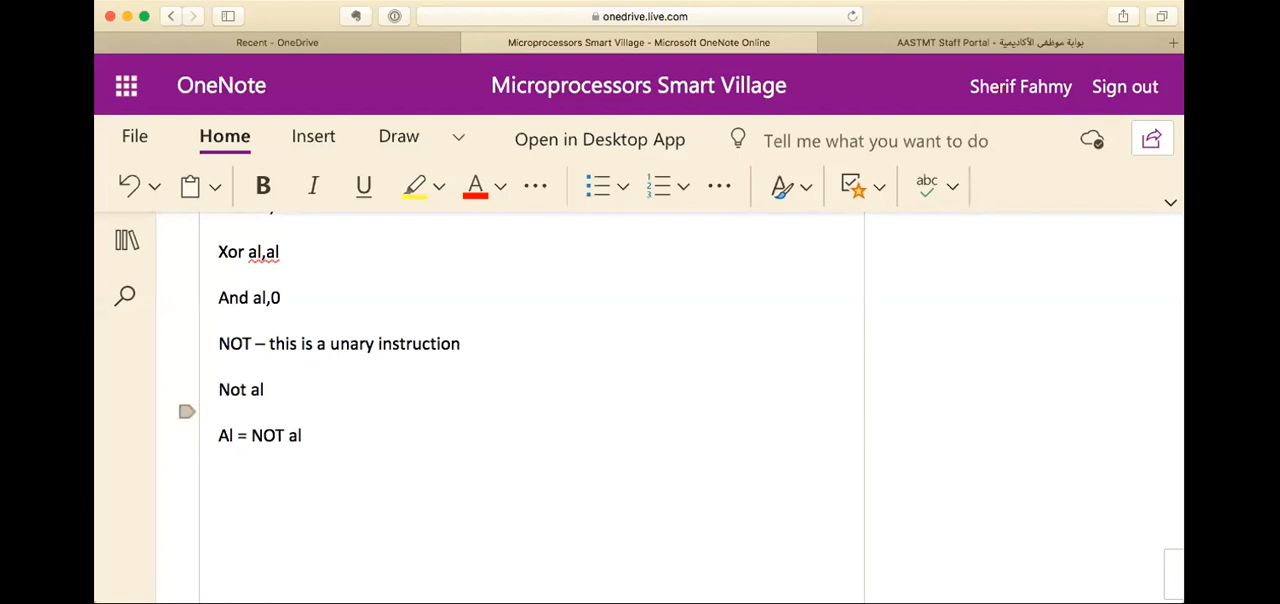 onedrive.live.com
Recent - OneDrive
Microprocessors Smart Village - Microsoft OneNote Online
AASTMT Staff Portal - بوابة موظفى الأكاديمية
OneNote
Microprocessors Smart Village
Sherif Fahmy
Sign out
File
Home
Insert
Draw
Open in Desktop App
Tell me what you want to do
B
I
U
A
abc
Xor al,al
And al,0
NOT – this is a unary instruction
Not al
Al = NOT al